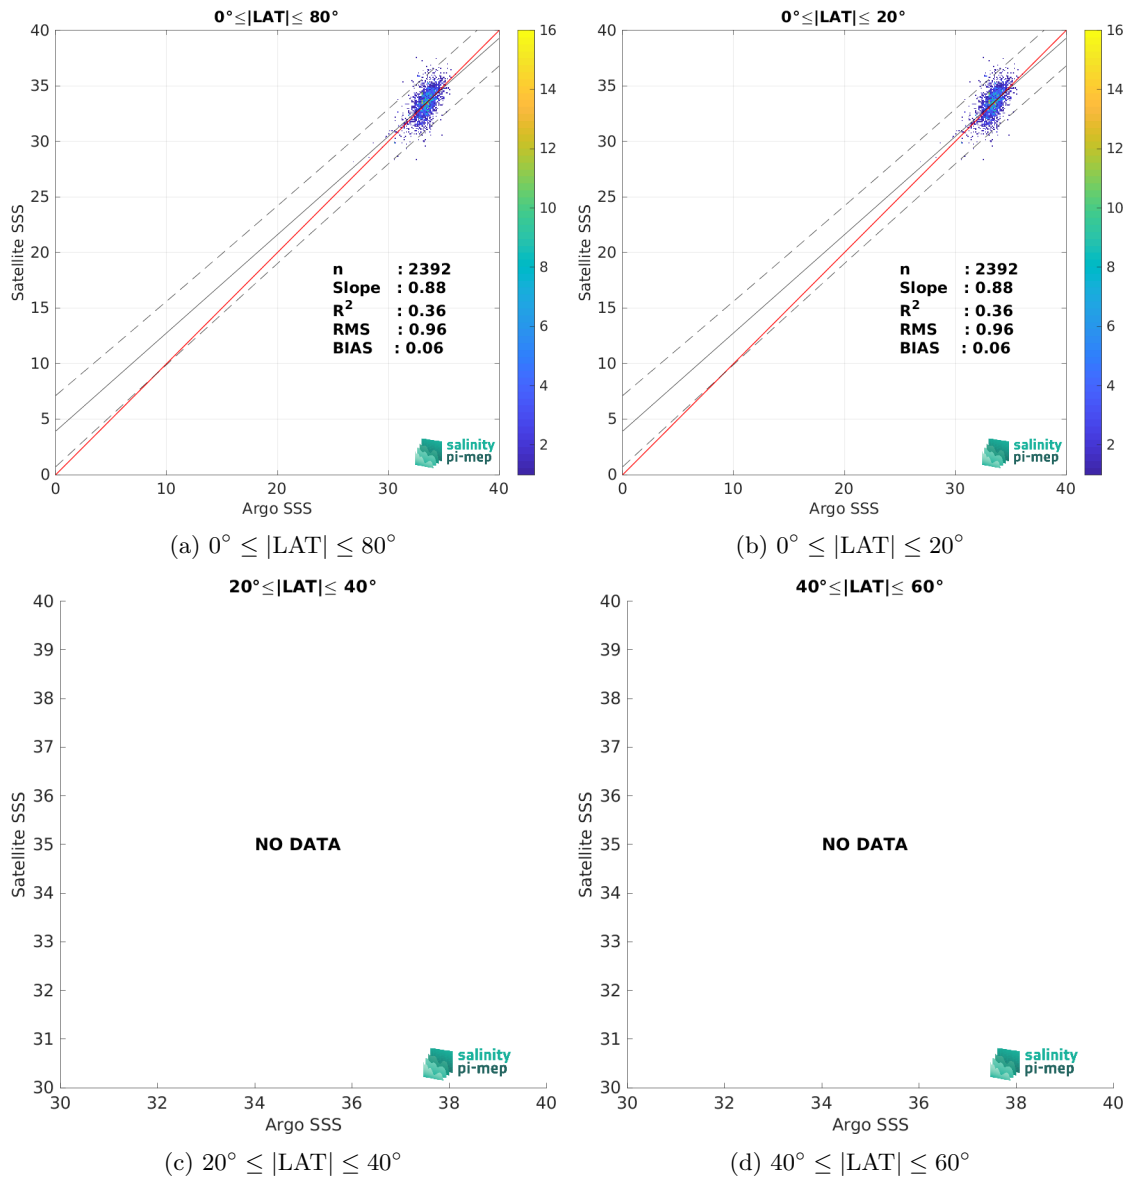 0°≤|LAT|≤ 80°
40
35
30
25
20
15
10
5
0
Satellite SSS
0
10
20
30
40
Argo SSS
n : 2392
Slope : 0.88
R² : 0.36
RMS : 0.96
BIAS : 0.06
salinity
pi-mep
16
14
12
10
8
6
4
2
(a) 0° ≤ |LAT| ≤ 80°
0°≤|LAT|≤ 20°
40
35
30
25
20
15
10
5
0
Satellite SSS
0
10
20
30
40
Argo SSS
n : 2392
Slope : 0.88
R² : 0.36
RMS : 0.96
BIAS : 0.06
salinity
pi-mep
16
14
12
10
8
6
4
2
(b) 0° ≤ |LAT| ≤ 20°
20°≤|LAT|≤ 40°
40
39
38
37
36
35
34
33
32
31
30
Satellite SSS
NO DATA
salinity
pi-mep
30
32
34
36
38
40
Argo SSS
(c) 20° ≤ |LAT| ≤ 40°
40°≤|LAT|≤ 60°
40
39
38
37
36
35
34
33
32
31
30
Satellite SSS
NO DATA
salinity
pi-mep
30
32
34
36
38
40
Argo SSS
(d) 40° ≤ |LAT| ≤ 60°